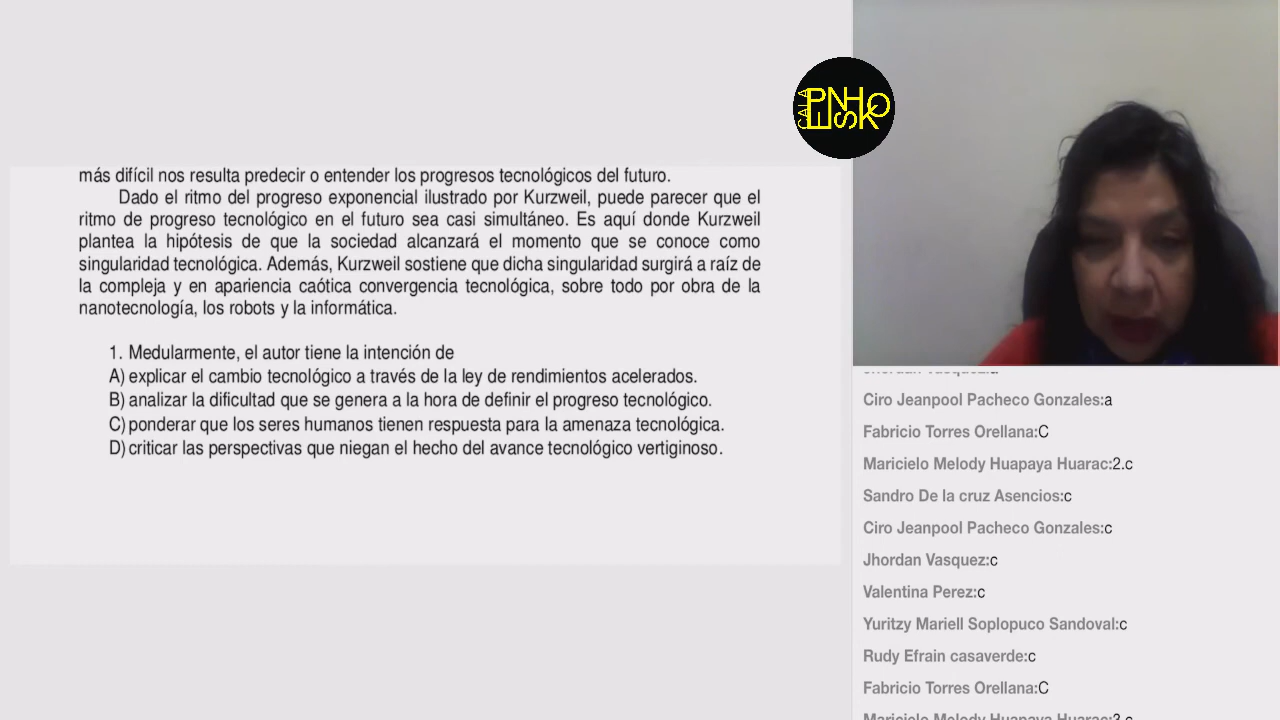 más difícil nos resulta predecir o entender los progresos tecnológicos del futuro.
Dado el ritmo del progreso exponencial ilustrado por Kurzweil, puede parecer que el
ritmo de progreso tecnológico en el futuro sea casi simultáneo. Es aquí donde Kurzweil
plantea la hipótesis de que la sociedad alcanzará el momento que se conoce como
singularidad tecnológica. Además, Kurzweil sostiene que dicha singularidad surgirá a raíz de
la compleja y en apariencia caótica convergencia tecnológica, sobre todo por obra de la
nanotecnología, los robots y la informática.
1. Medularmente, el autor tiene la intención de
A) explicar el cambio tecnológico a través de la ley de rendimientos acelerados.
B) analizar la dificultad que se genera a la hora de definir el progreso tecnológico.
C) ponderar que los seres humanos tienen respuesta para la amenaza tecnológica.
D) criticar las perspectivas que niegan el hecho del avance tecnológico vertiginoso.
Ciro Jeanpool Pacheco Gonzales:a
Fabricio Torres Orellana:C
Maricielo Melody Huapaya Huarac:2.c
Sandro De la cruz Asencios:c
Ciro Jeanpool Pacheco Gonzales:c
Jhordan Vasquez:c
Valentina Perez:c
Yuritzy Mariell Soplopuco Sandoval:c
Rudy Efrain casaverde:c
Fabricio Torres Orellana:C
Maricielo Melody Huapaya Huarac:3.c